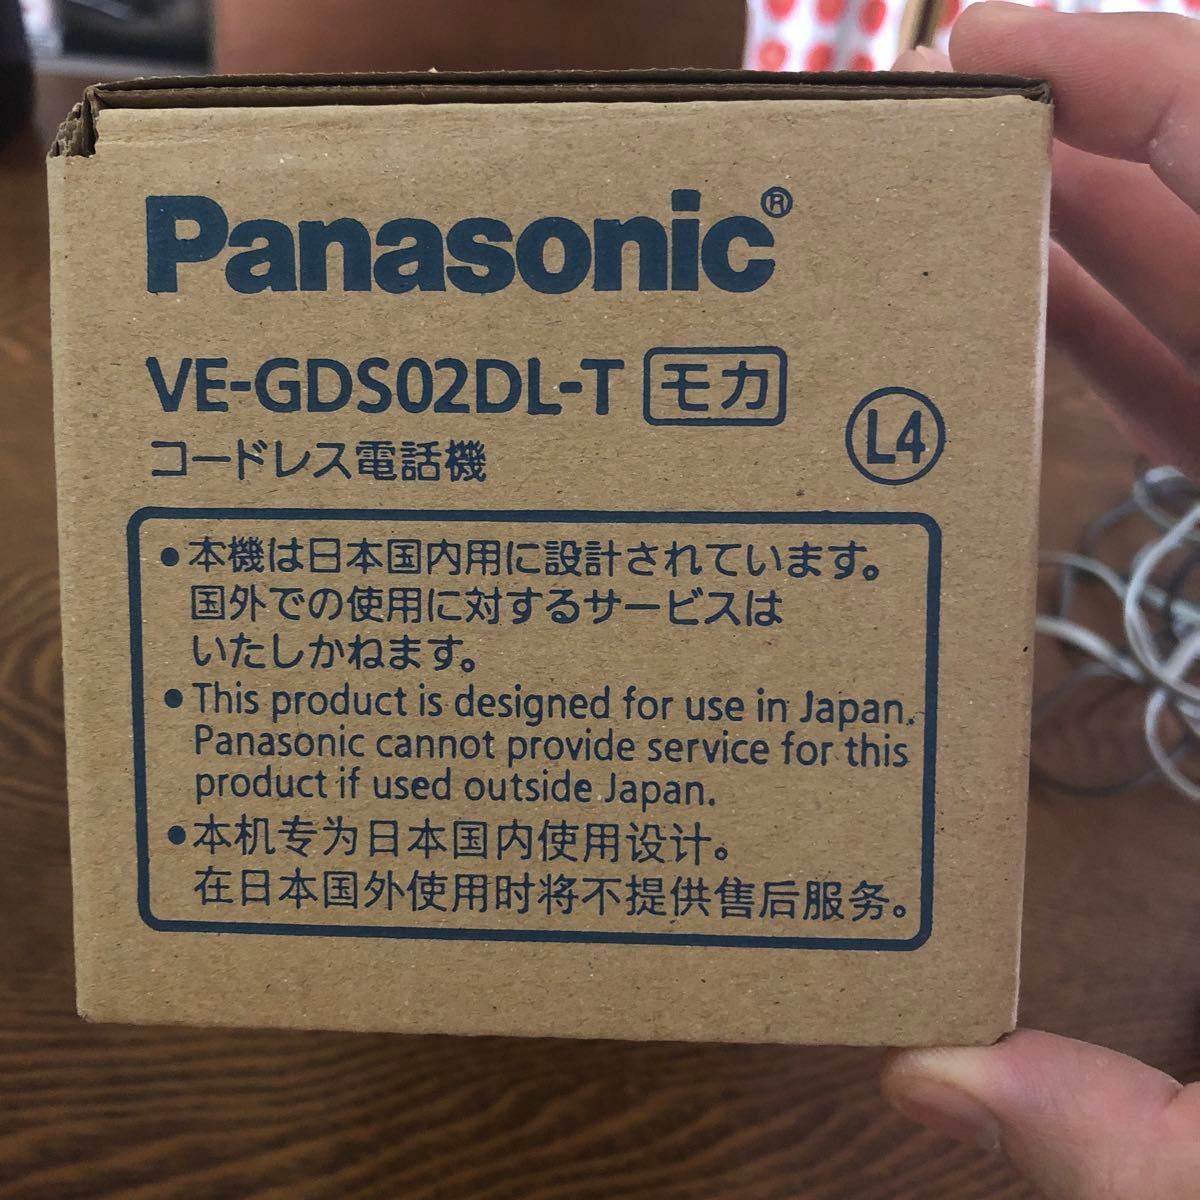 Panasonic®
VE-GDS02DL-T モカ
コードレス電話機
L4
•本機は日本国内用に設計されています。
国外での使用に対するサービスは
いたしかねます。
•This product is designed for use in Japan.
Panasonic cannot provide service for this
product if used outside Japan.
•本机专为日本国内使用设计。
在日本国外使用时将不提供售后服务。